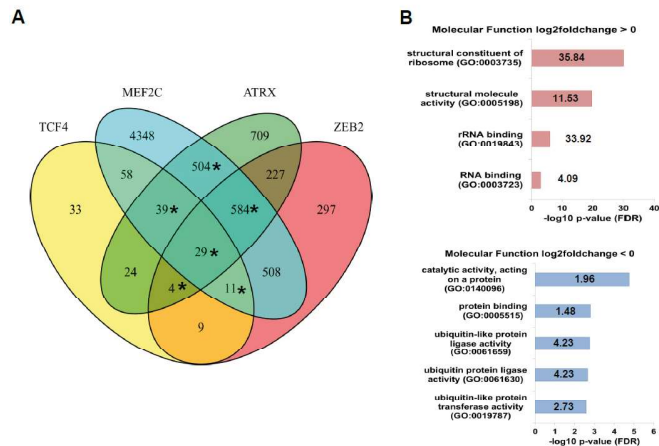 A
MEF2C
ATRX
TCF4
ZEB2
4348
709
58
504*
227
33
39*
584*
297
29*
24
508
4*
11*
9
B
Molecular Function log2foldchange > 0
structural constituent of
ribosome (GO:0003735)
35.84
structural molecule
activity (GO:0005198)
11.53
rRNA binding
(GO:0019843)
33.92
RNA binding
(GO:0003723)
4.09
0 10 20 30 40
-log10 p-value (FDR)
Molecular Function log2foldchange < 0
catalytic activity, acting
on a protein
(GO:0140096)
1.96
protein binding
(GO:0005515)
1.48
ubiquitin-like protein
ligase activity
(GO:0061659)
4.23
ubiquitin protein ligase
activity (GO:0061630)
4.23
ubiquitin-like protein
transferase activity
(GO:0019787)
2.73
0 1 2 3 4 5 6
-log10 p-value (FDR)